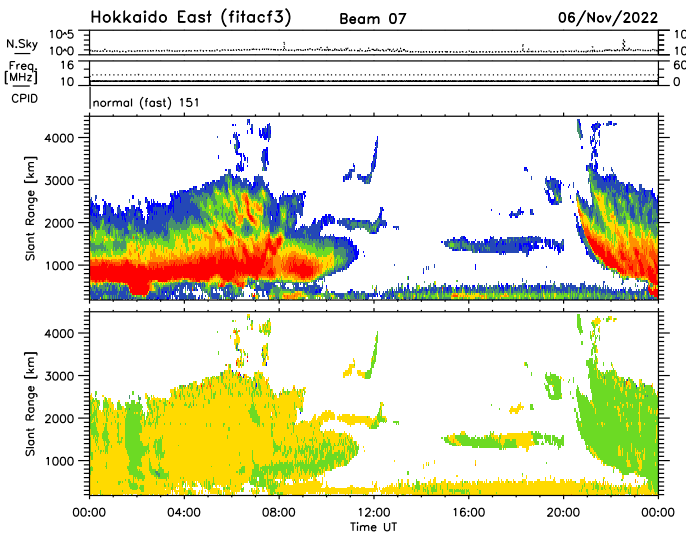 Hokkaido East (fitacf3) Beam 07 06/Nov/2022
N.Sky 10^5 10^0 10
Freq. [MHz] 16 10 60 0
CPID normal (fast) 151
Slant Range [km] 4000 3000 2000 1000
Slant Range [km] 4000 3000 2000 1000
00:00 04:00 08:00 12:00 16:00 20:00 00:00
Time UT